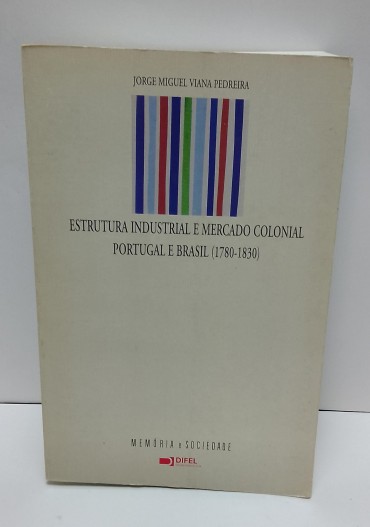 JORGE MIGUEL VIANA PEDREIRA
ESTRUTURA INDUSTRIAL E MERCADO COLONIAL
PORTUGAL E BRASIL (1780-1830)
MEMÓRIA E SOCIEDADE
DIFEL